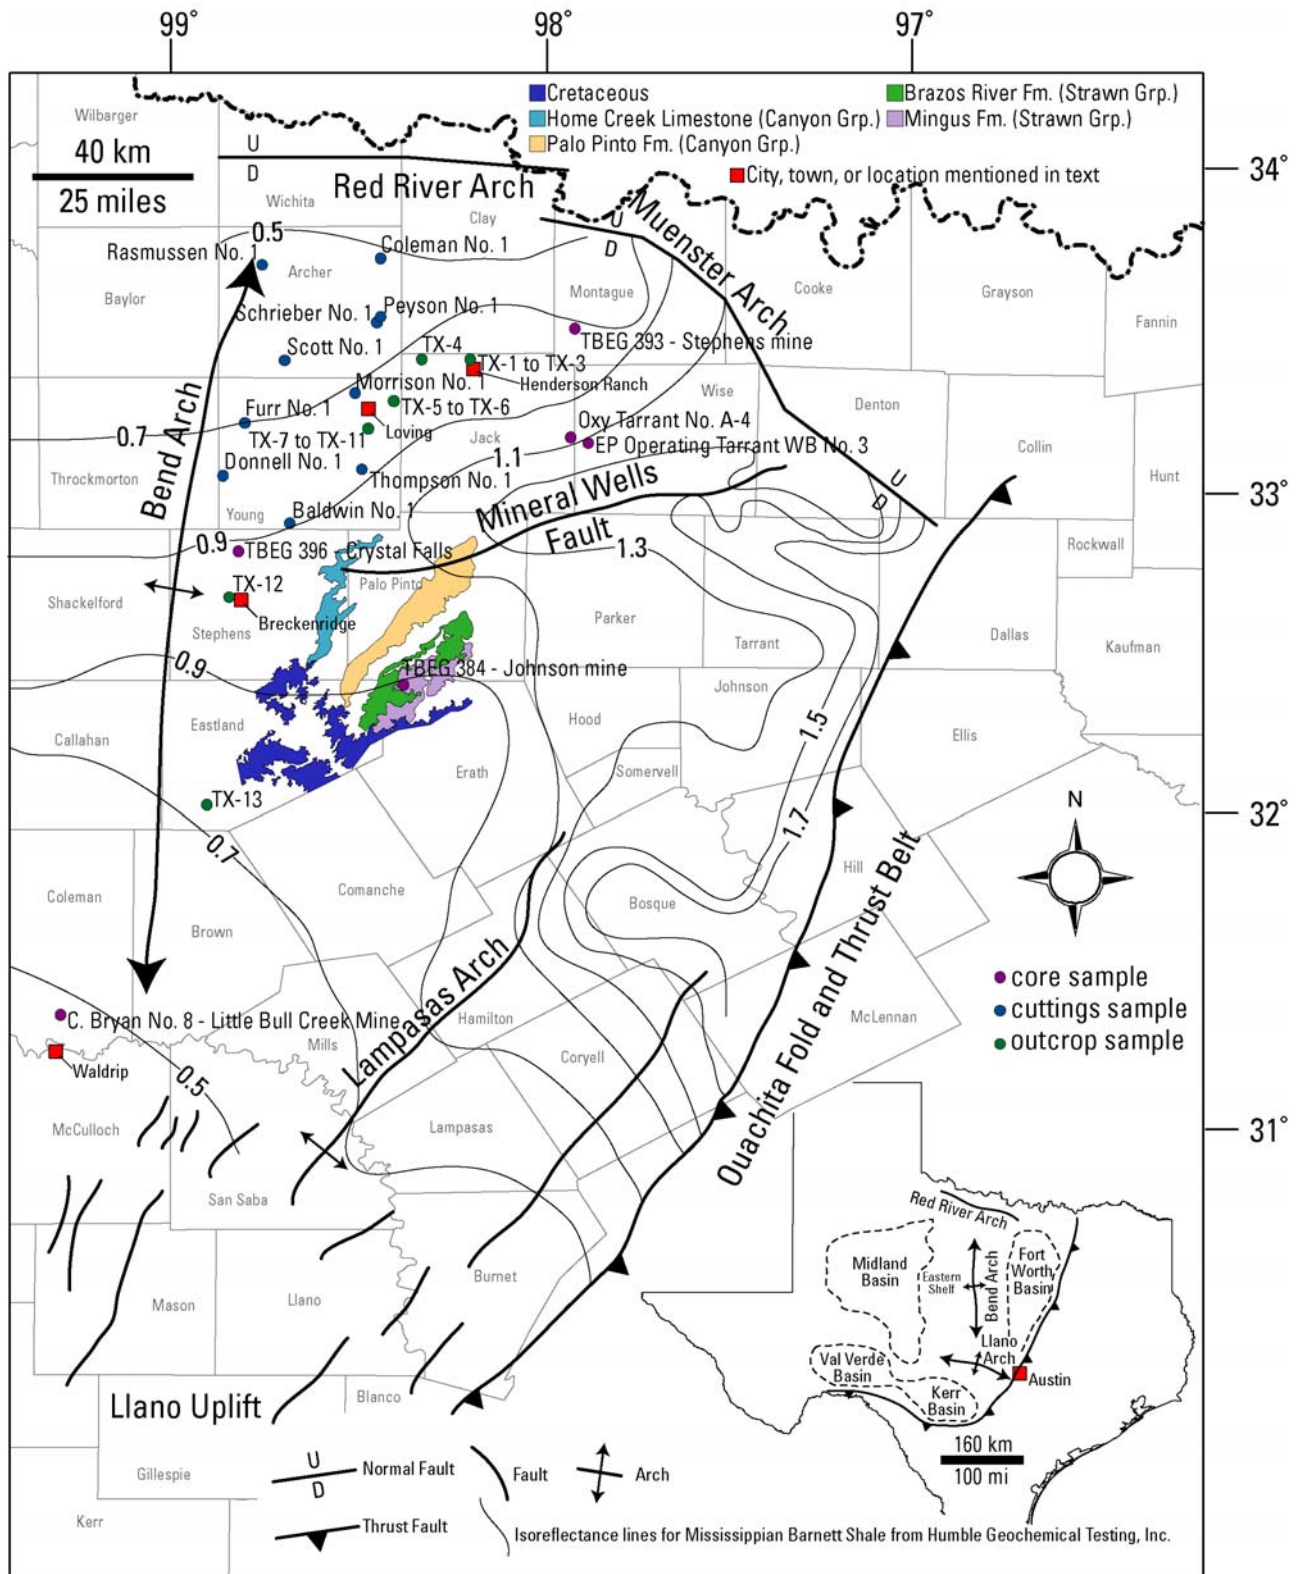 99° 98° 97°
Cretaceous
Brazos River Fm. (Strawn Grp.)
Home Creek Limestone (Canyon Grp.)
Mingus Fm. (Strawn Grp.)
Palo Pinto Fm. (Canyon Grp.)
City, town, or location mentioned in text
Wilbarger
40 km
25 miles
U
D
Red River Arch
34°
Wichita
Clay
0.5
Rasmussen No. 1
Coleman No. 1
Archer
Baylor
U
D
Muenster Arch
Montague
Cooke
Grayson
Fannin
Schrieber No. 1
Peyson No. 1
Scott No. 1
TX-4
TX-1 to TX-3
TBEG 393 - Stephens mine
Henderson Ranch
Morrison No. 1
Wise
Denton
Furr No. 1
TX-5 to TX-6
Loving
Oxy Tarrant No. A-4
0.7
Bend Arch
TX-7 to TX-11
Jack
EP Operating Tarrant WB No. 3
Collin
Donnell No. 1
1.1
Throckmorton
Thompson No. 1
Hunt
U
D
33°
Young
Baldwin No. 1
Mineral Wells
Fault
0.9
TBEG 396 - Crystal Falls
1.3
Rockwall
TX-12
Palo Pinto
Shackelford
Breckenridge
Stephens
Parker
Tarrant
Dallas
Kaufman
0.9
TBEG 384 - Johnson mine
Johnson
Eastland
Hood
Callahan
1.5
Ellis
Erath
Somervell
TX-13
N
32°
0.7
1.7
Comanche
Hill
Coleman
Bosque
Brown
Lampasas Arch
Ouachita Fold and Thrust Belt
core sample
cuttings sample
outcrop sample
C. Bryan No. 8 - Little Bull Creek Mine
Hamilton
McLennan
Mills
Waldrip
Coryell
0.5
McCulloch
Lampasas
31°
San Saba
Burnet
Mason
Llano
Llano Uplift
Blanco
Gillespie
Kerr
Red River Arch
Midland
Basin
Eastern
Shelf
Bend Arch
Fort
Worth
Basin
Llano
Arch
Val Verde
Basin
Kerr
Basin
Austin
160 km
100 mi
U
D
Normal Fault
Fault
Arch
Thrust Fault
Isoreflectance lines for Mississippian Barnett Shale from Humble Geochemical Testing, Inc.